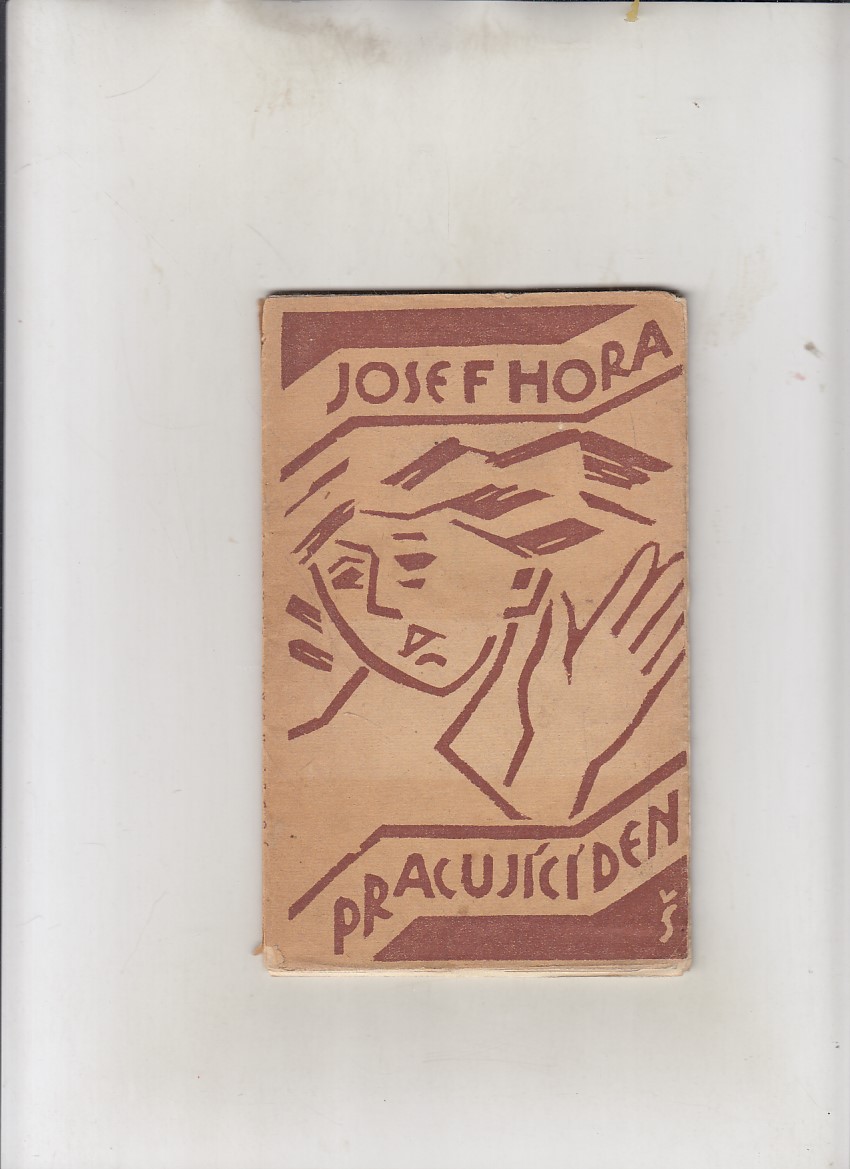 JOSEF HORA
PRACUJÍCÍ DEN
Š